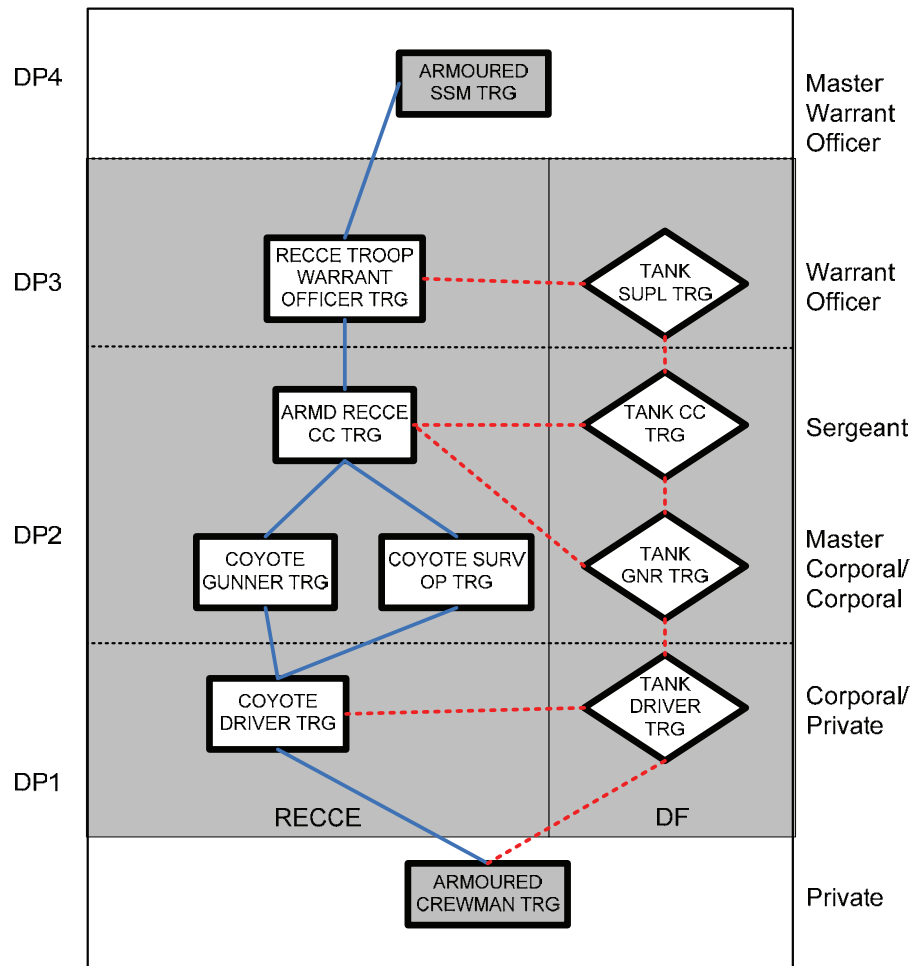 DP4
ARMOURED
SSM TRG
Master
Warrant
Officer
DP3
RECCE TROOP
WARRANT
OFFICER TRG
TANK
SUPL TRG
Warrant
Officer
ARMD RECCE
CC TRG
TANK CC
TRG
Sergeant
DP2
COYOTE
GUNNER TRG
COYOTE SURV
OP TRG
TANK
GNR TRG
Master
Corporal/
Corporal
COYOTE
DRIVER TRG
TANK
DRIVER
TRG
Corporal/
Private
DP1
RECCE
DF
ARMOURED
CREWMAN TRG
Private